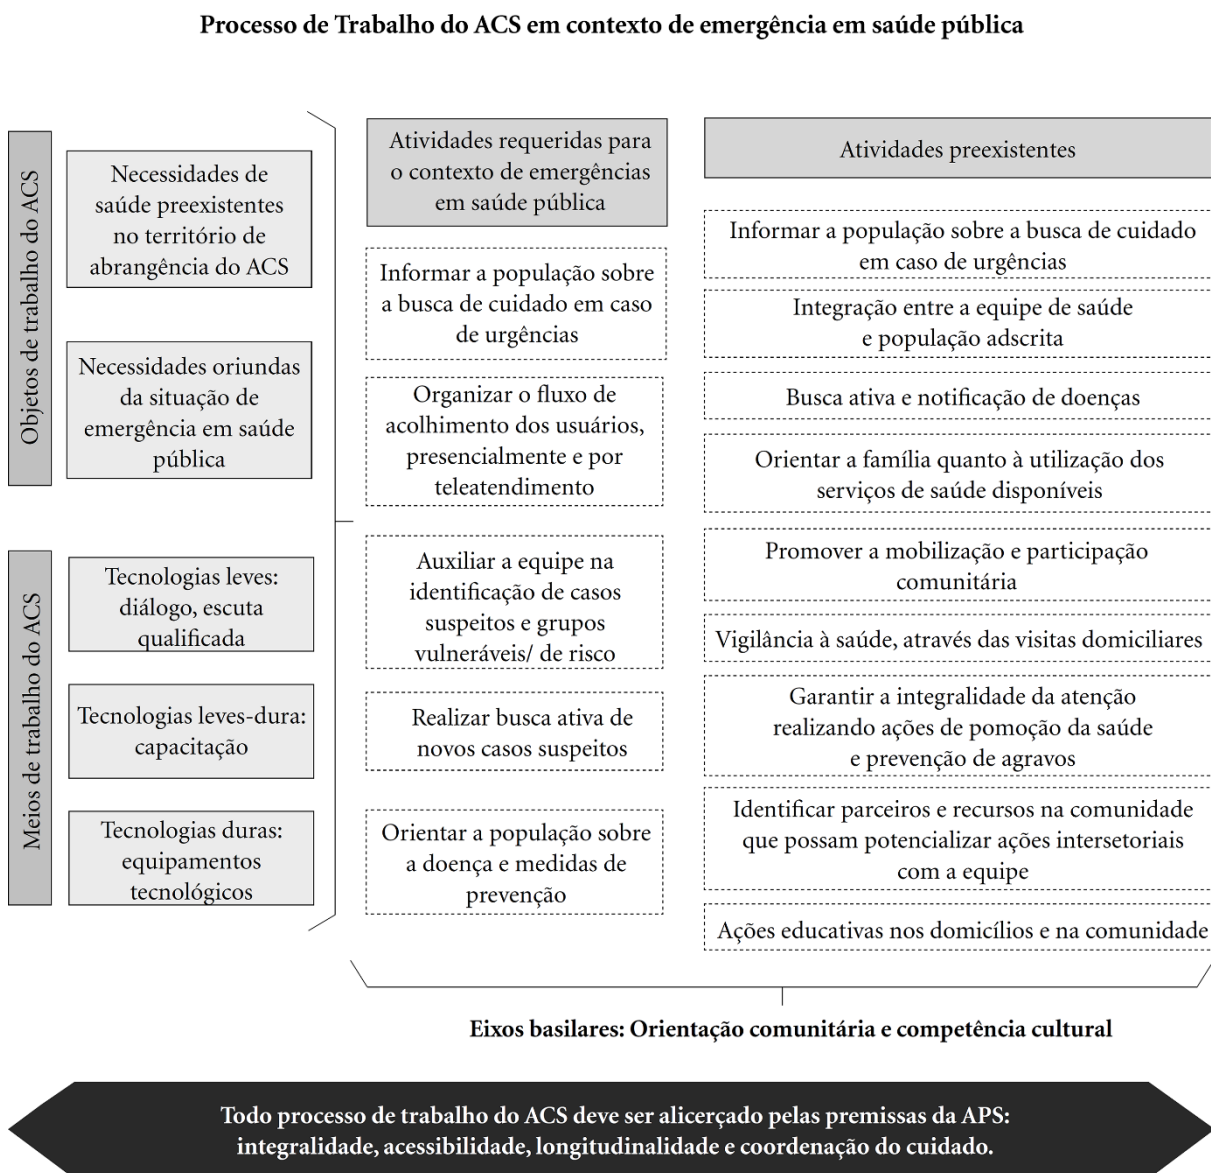 Processo de Trabalho do ACS em contexto de emergência em saúde pública
Objetos de trabalho do ACS
Necessidades de
saúde preexistentes
no território de
abrangência do ACS
Necessidades oriundas
da situação de
emergência em saúde
pública
Meios de trabalho do ACS
Tecnologias leves:
diálogo, escuta
qualificada
Tecnologias leves-dura:
capacitação
Tecnologias duras:
equipamentos
tecnológicos
Atividades requeridas para
o contexto de emergências
em saúde pública
Informar a população sobre
a busca de cuidado em caso
de urgências
Organizar o fluxo de
acolhimento dos usuários,
presencialmente e por
teleatendimento
Auxiliar a equipe na
identificação de casos
suspeitos e grupos
vulneráveis/ de risco
Realizar busca ativa de
novos casos suspeitos
Orientar a população sobre
a doença e medidas de
prevenção
Atividades preexistentes
Informar a população sobre a busca de cuidado
em caso de urgências
Integração entre a equipe de saúde
e população adscrita
Busca ativa e notificação de doenças
Orientar a família quanto à utilização dos
serviços de saúde disponíveis
Promover a mobilização e participação
comunitária
Vigilância à saúde, através das visitas domiciliares
Garantir a integralidade da atenção
realizando ações de pomoção da saúde
e prevenção de agravos
Identificar parceiros e recursos na comunidade
que possam potencializar ações intersetoriais
com a equipe
Ações educativas nos domicílios e na comunidade
Eixos basilares: Orientação comunitária e competência cultural
Todo processo de trabalho do ACS deve ser alicerçado pelas premissas da APS:
integralidade, acessibilidade, longitudinalidade e coordenação do cuidado.